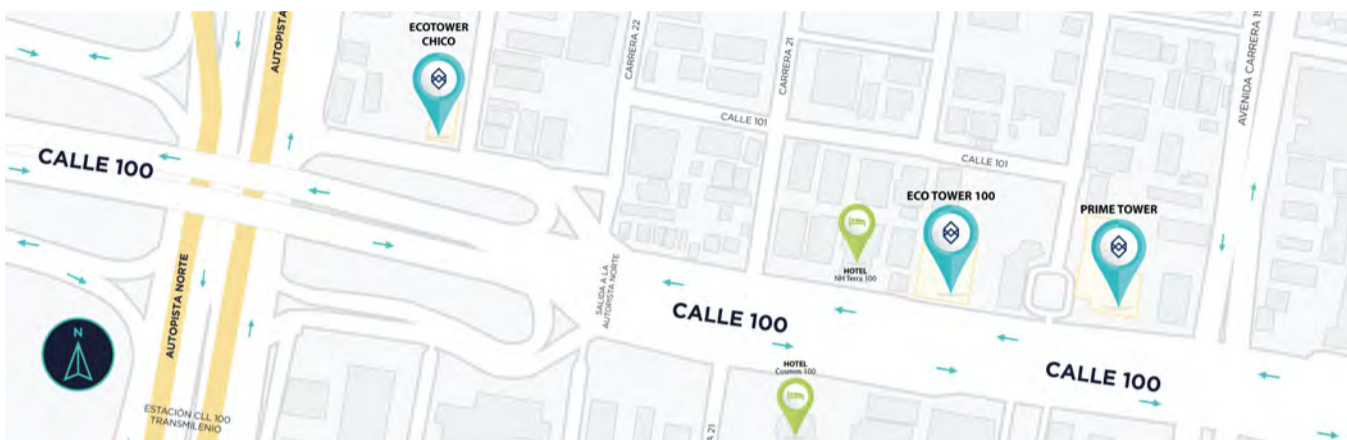 ECOTOWER
CHICO
AUTOPISTA
CARRERA 22
CARRERA 21
AVENIDA CARRERA
CALLE 101
CALLE 101
CALLE 100
ECO TOWER 100
PRIME TOWER
HOTEL
NH Terra 100
AUTOPISTA NORTE
SALIDA A LA
AUTOPISTA NORTE
CALLE 100
N
HOTEL
Cosmos 100
CALLE 100
ESTACIÓN CLL 100
TRANSMILENIO
21